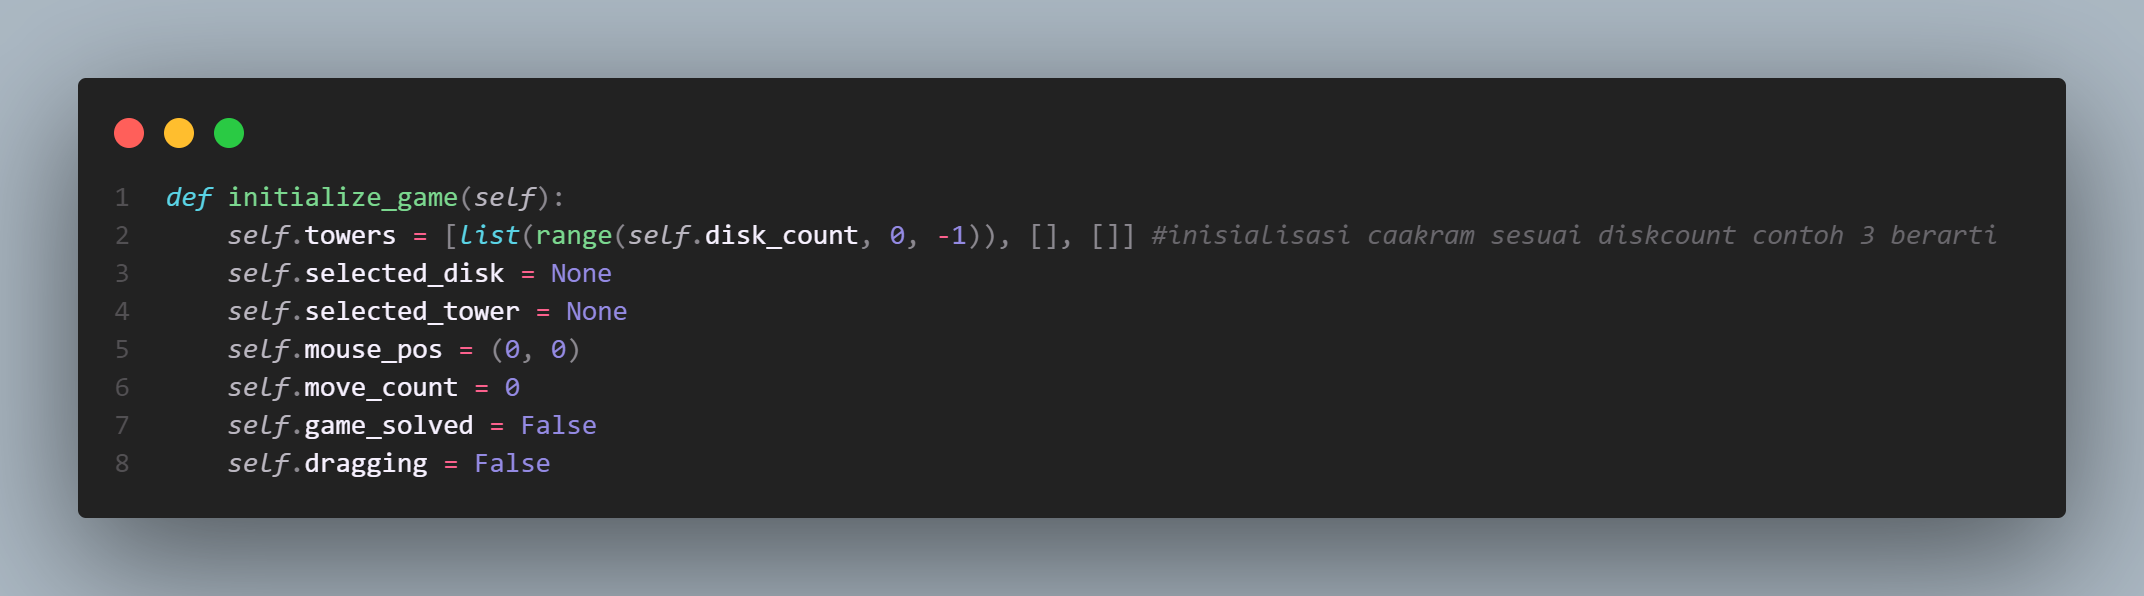 1 def initialize_game(self):
2     self.towers = [list(range(self.disk_count, 0, -1)), [], []] #inisialisasi caakram sesuai diskcount contoh 3 berarti
3     self.selected_disk = None
4     self.selected_tower = None
5     self.mouse_pos = (0, 0)
6     self.move_count = 0
7     self.game_solved = False
8     self.dragging = False